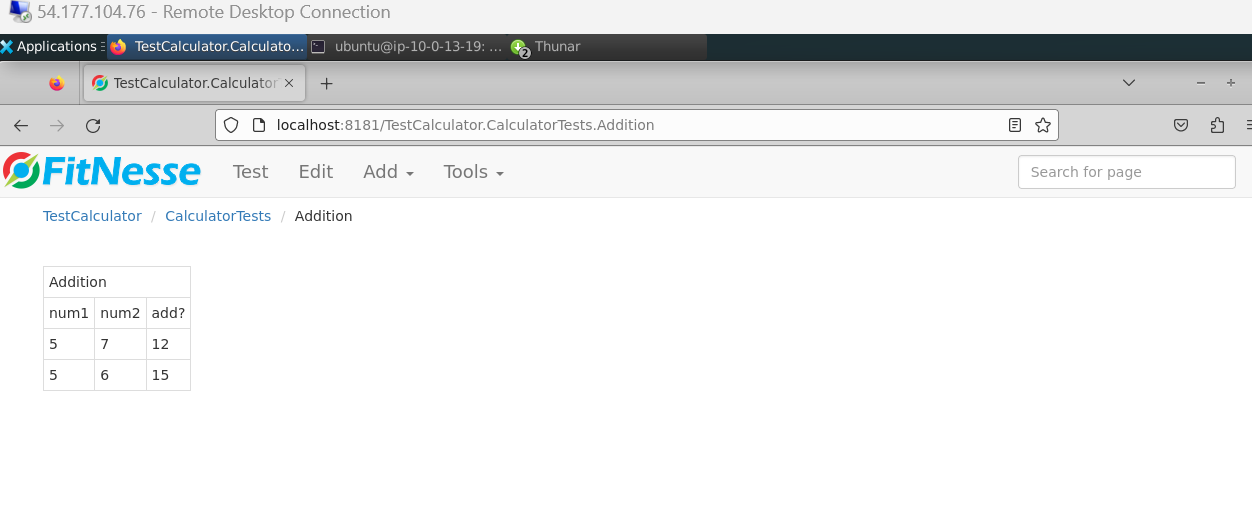 54.177.104.76 - Remote Desktop Connection
Applications TestCalculator.Calculato... ubuntu@ip-10-0-13-19: ... 2 Thunar
TestCalculator.Calculator
localhost:8181/TestCalculator.CalculatorTests.Addition
FitNesse Test Edit Add Tools Search for page
TestCalculator / CalculatorTests / Addition
Addition
num1 num2 add?
5 7 12
5 6 15